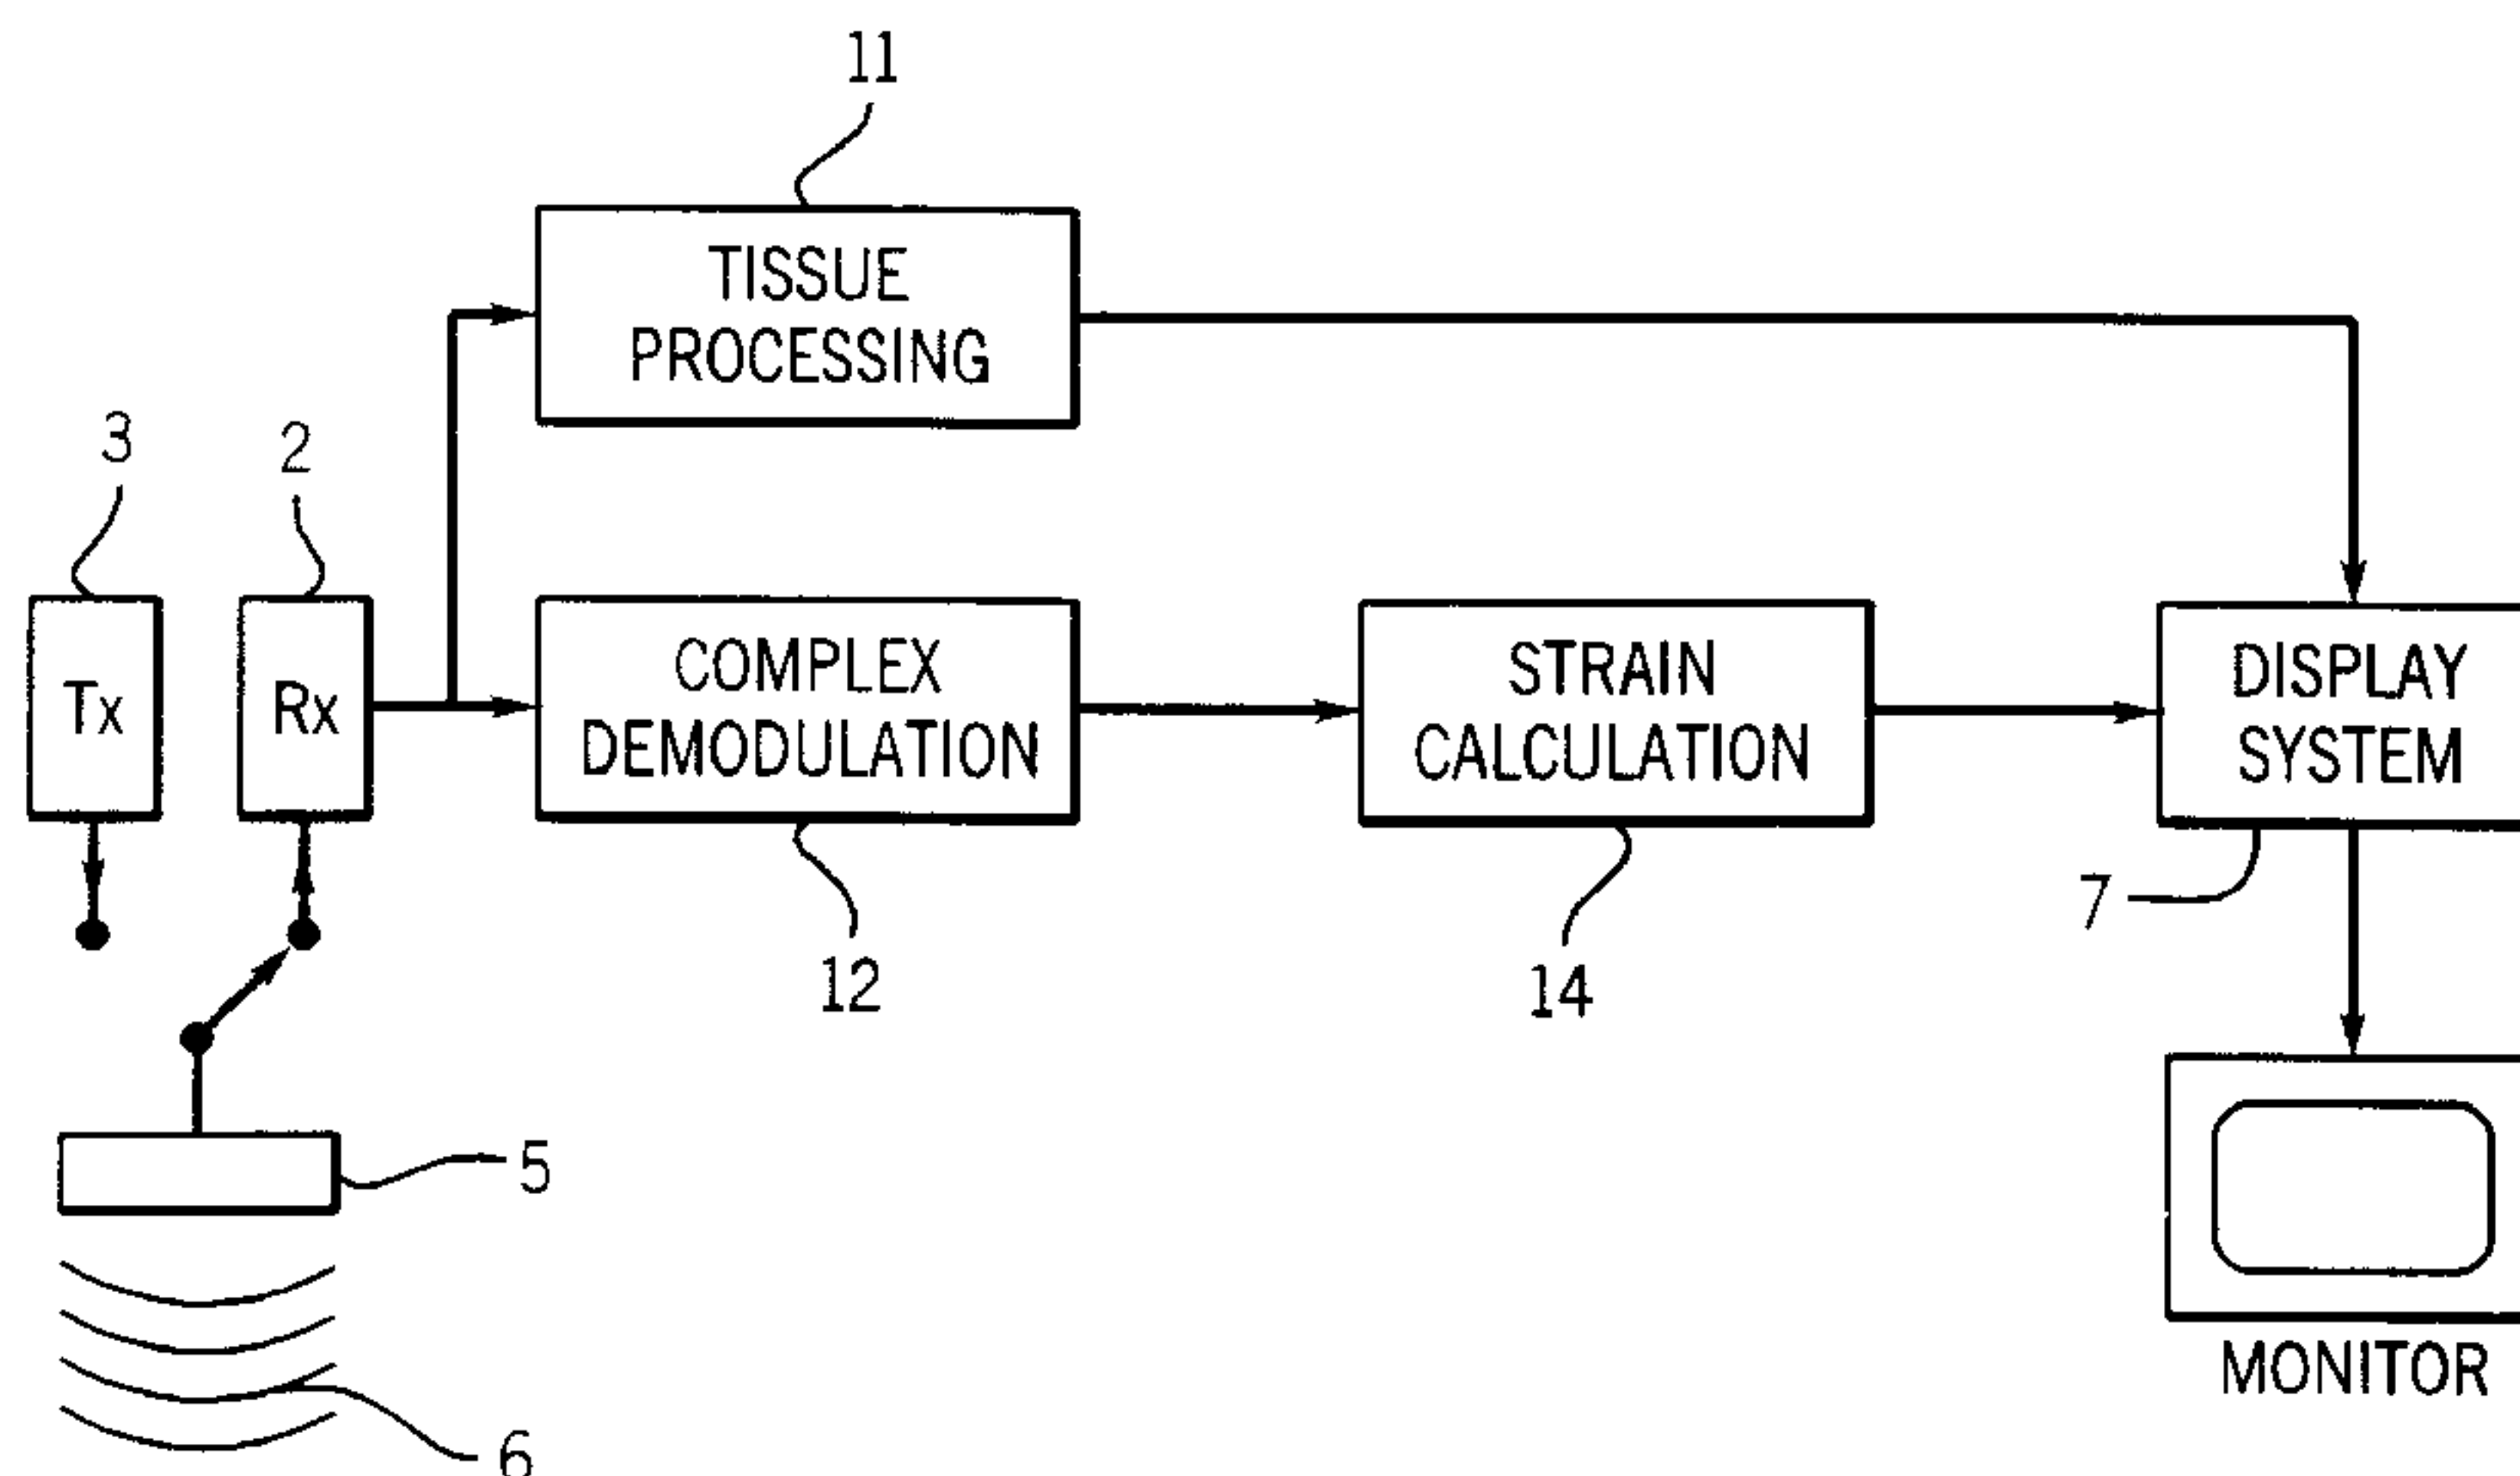 11
TISSUE
PROCESSING
3
2
Tx
Rx
COMPLEX
DEMODULATION
STRAIN
CALCULATION
DISPLAY
SYSTEM
7
12
14
5
MONITOR
6